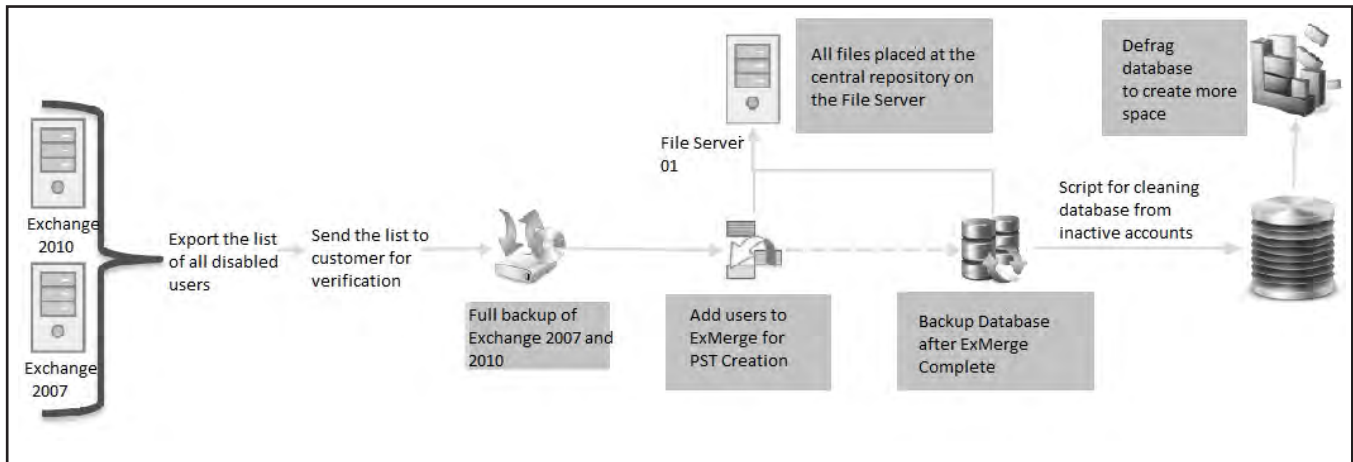 Exchange
2010
Exchange
2007
Export the list
of all disabled
users
Send the list to
customer for
verification
Full backup of
Exchange 2007 and
2010
File Server
01
All files placed at the
central repository on
the File Server
Add users to
ExMerge for
PST Creation
Backup Database
after ExMerge
Complete
Script for cleaning
database from
inactive accounts
Defrag
database
to create more
space